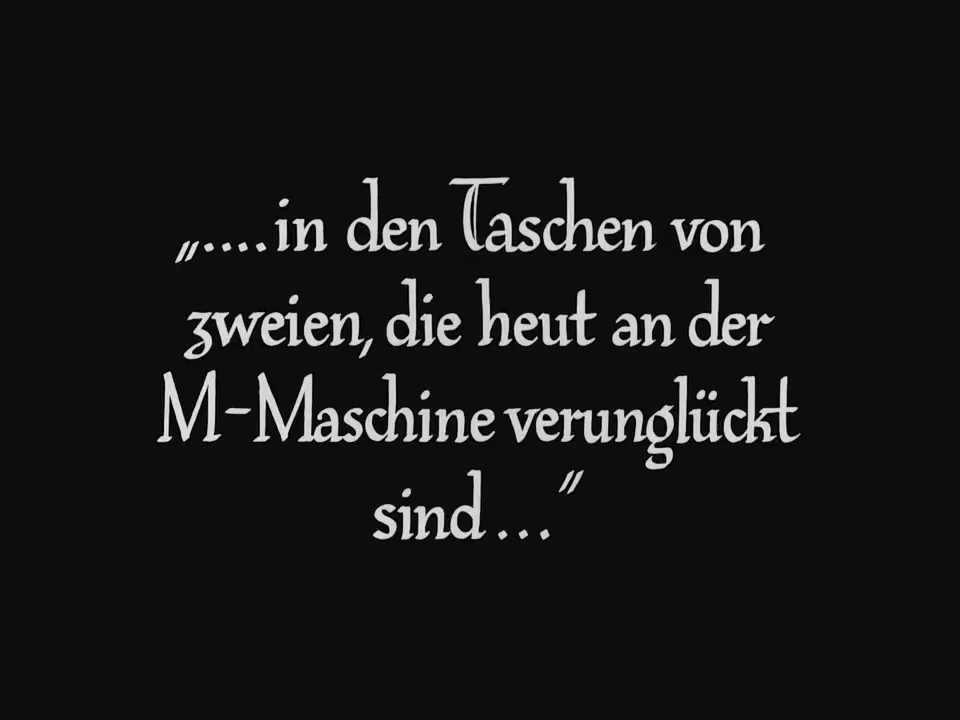 „....in den Taschen von
zweien, die heut an der
M-Maschine verunglückt
sind..."